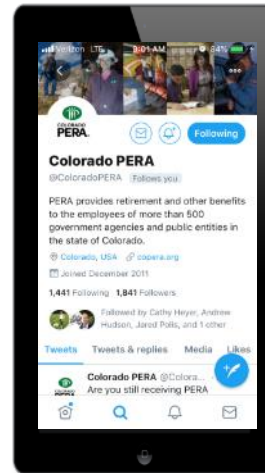 Verizon LTE 9:01 AM 84%
COLORADO
PERA
Following
Colorado PERA
@ColoradoPERA Follows you
PERA provides retirement and other benefits
to the employees of more than 500
government agencies and public entities in
the state of Colorado.
Colorado, USA copera.org
Joined December 2011
1,441 Following 1,841 Followers
Followed by Cathy Heyer, Andrew
Hudson, Jared Polis, and 1 other
Tweets Tweets & replies Media Likes
Colorado PERA @Colora...
Are you still receiving PERA